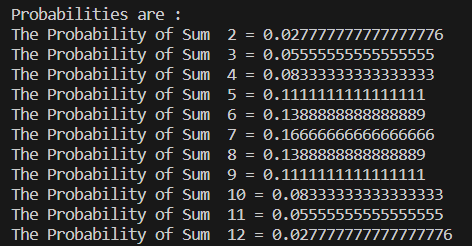 Probabilities are :
The Probability of Sum  2 = 0.027777777777777776
The Probability of Sum  3 = 0.05555555555555555
The Probability of Sum  4 = 0.08333333333333333
The Probability of Sum  5 = 0.1111111111111111
The Probability of Sum  6 = 0.1388888888888889
The Probability of Sum  7 = 0.16666666666666666
The Probability of Sum  8 = 0.1388888888888889
The Probability of Sum  9 = 0.1111111111111111
The Probability of Sum  10 = 0.08333333333333333
The Probability of Sum  11 = 0.05555555555555555
The Probability of Sum  12 = 0.027777777777777776